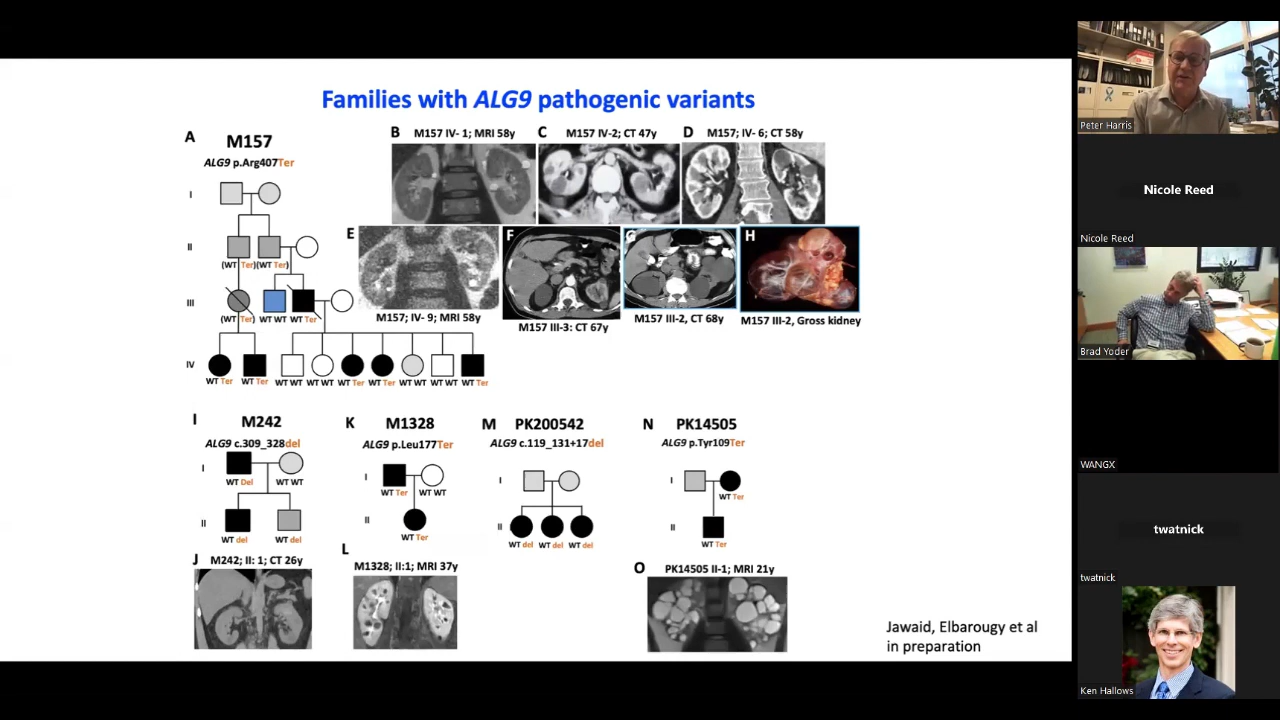 Families with ALG9 pathogenic variants
A
M157
ALG9 p.Arg407Ter
I
II
(WT Ter)(WT Ter)
III
(WT Ter)
WT WT
WT Ter
IV
WT Ter
WT Ter
WT WT
WT WT
WT Ter
WT Ter
WT WT
WT WT
WT Ter
B
M157 IV- 1; MRI 58y
C
M157 IV-2; CT 47y
D
M157; IV- 6; CT 58y
E
M157; IV- 9; MRI 58y
F
M157 III-3: CT 67y
G
M157 III-2, CT 68y
H
M157 III-2, Gross kidney
I
M242
ALG9 c.309_328del
I
WT Del
WT WT
II
WT del
WT del
J
M242; II: 1; CT 26y
K
M1328
ALG9 p.Leu177Ter
I
WT Ter
WT WT
II
WT Ter
L
M1328; II:1; MRI 37y
M
PK200542
ALG9 c.119_131+17del
I
II
WT del
WT del
WT del
N
PK14505
ALG9 p.Tyr109Ter
I
WT Ter
II
WT Ter
O
PK14505 II-1; MRI 21y
Jawaid, Elbarougy et al
in preparation
Peter Harris
Nicole Reed
Nicole Reed
Brad Yoder
WANGX
twatnick
twatnick
Ken Hallows